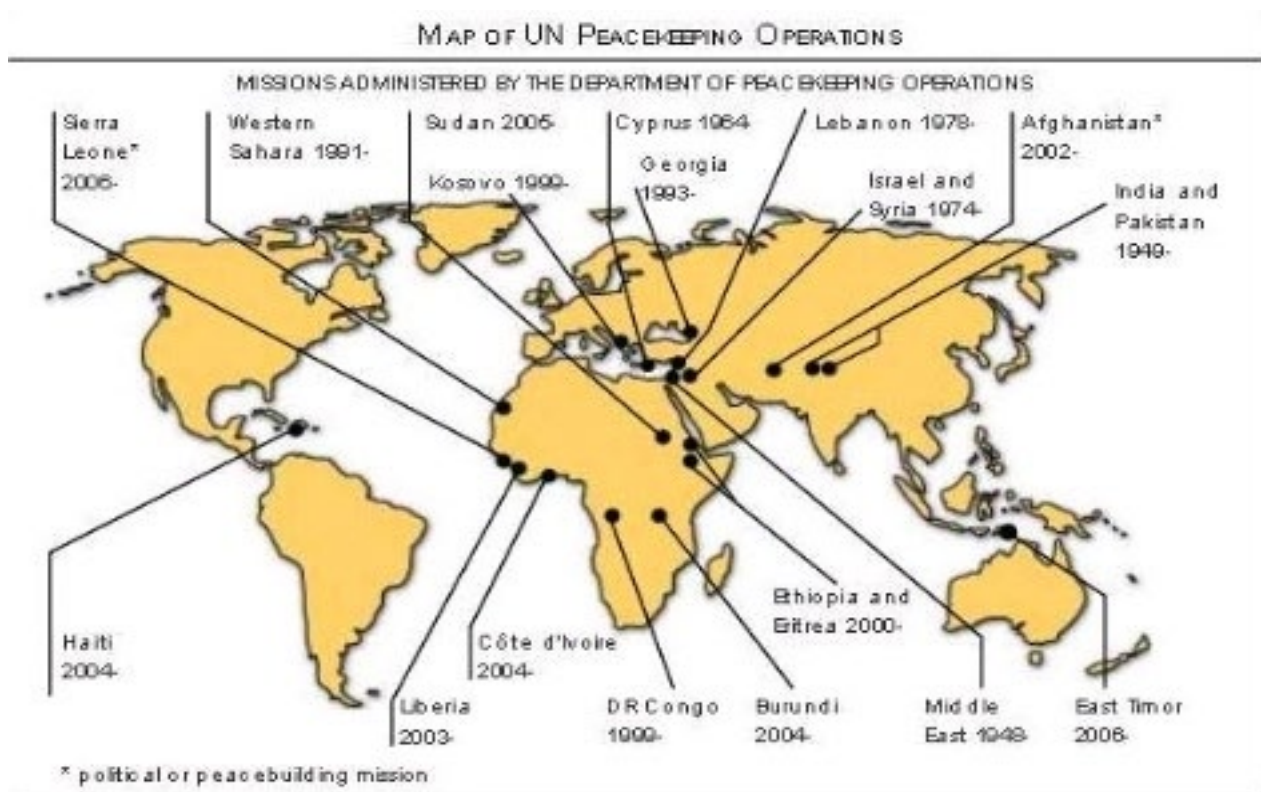 MAP OF UN PEACEKEEPING OPERATIONS
MISSIONS ADMINISTERED BY THE DEPARTMENT OF PEACEKEEPING OPERATIONS
Sierra
Leone*
2006-
Western
Sahara 1991-
Sudan 2005-
Kosovo 1999-
Cyprus 1964-
Georgia
1993-
Lebanon 1978-
Israel and
Syria 1974-
Afghanistan*
2002-
India and
Pakistan
1949-
Haiti
2004-
Liberia
2003-
Côte d'Ivoire
2004-
DR Congo
1999-
Burundi
2004-
Ethiopia and
Eritrea 2000-
Middle
East 1948-
East Timor
2006-
* political or peacebuilding mission